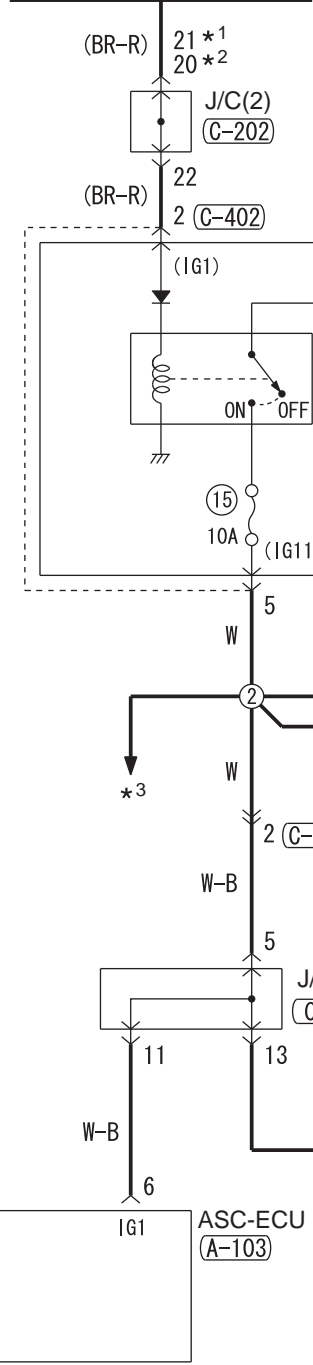 (BR-R) 21 *1
20 *2
J/C(2)
C-202
22
(BR-R)
2 C-402
(IG1)
ON OFF
15
10A
(IG11
5
W
2
*3
W
2 (C-
W-B
5
J/
C
11 13
W-B
6
IG1
ASC-ECU
A-103